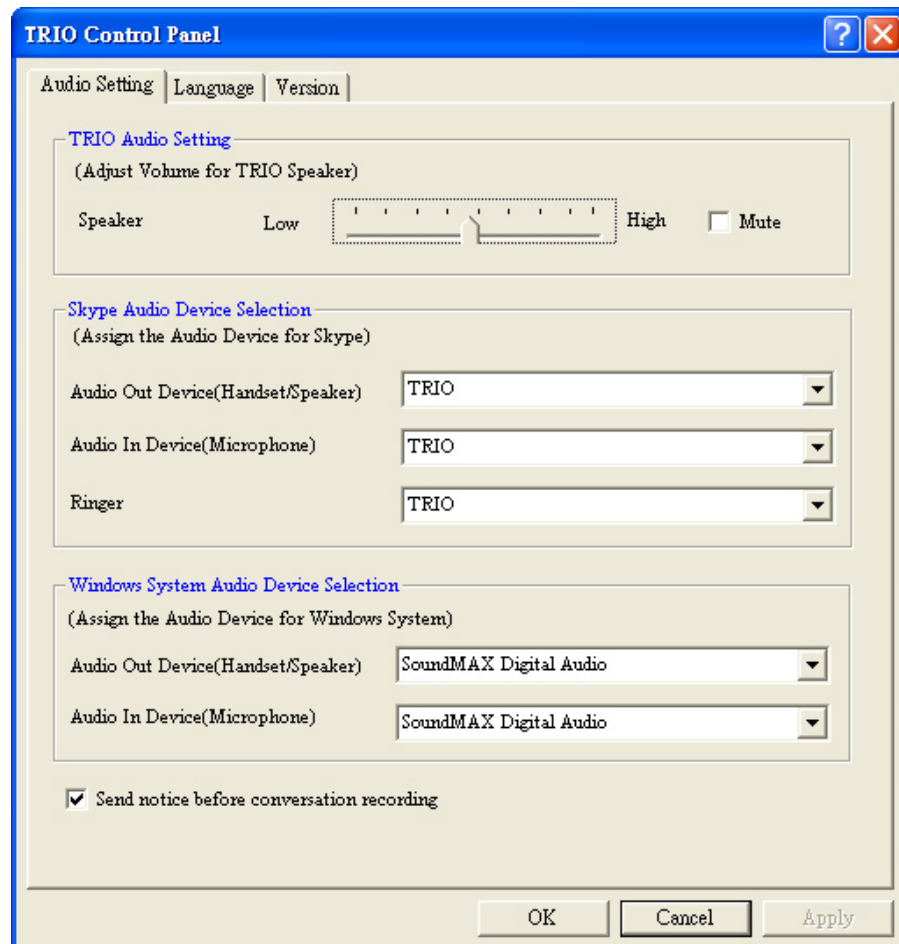 TRIO Control Panel
Audio Setting Language Version
TRIO Audio Setting
(Adjust Volume for TRIO Speaker)
Speaker Low High Mute
Skype Audio Device Selection
(Assign the Audio Device for Skype)
Audio Out Device(Handset/Speaker) TRIO
Audio In Device(Microphone) TRIO
Ringer TRIO
Windows System Audio Device Selection
(Assign the Audio Device for Windows System)
Audio Out Device(Handset/Speaker) SoundMAX Digital Audio
Audio In Device(Microphone) SoundMAX Digital Audio
Send notice before conversation recording
OK Cancel Apply